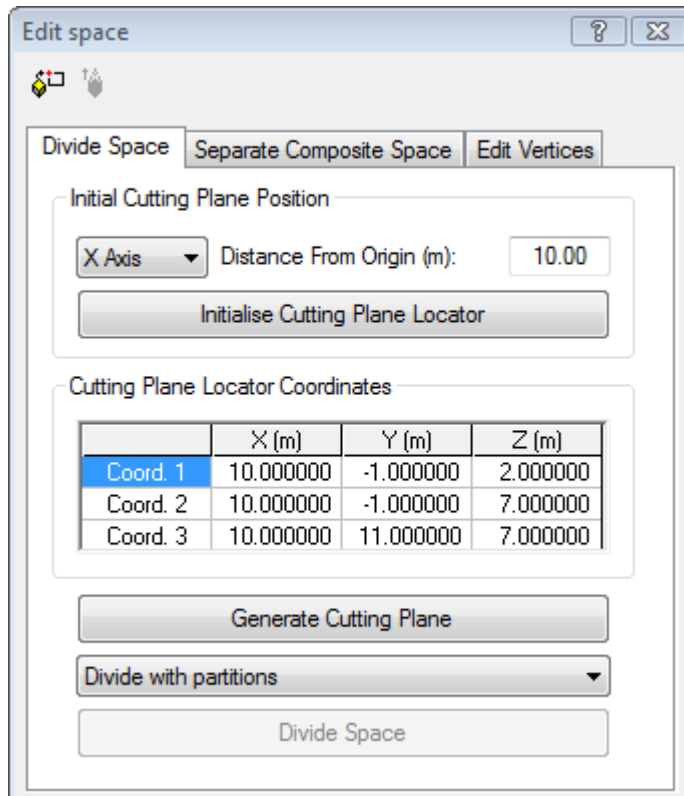 Edit space
Divide Space Separate Composite Space Edit Vertices
Initial Cutting Plane Position
X Axis Distance From Origin (m): 10.00
Initialise Cutting Plane Locator
Cutting Plane Locator Coordinates
X (m) Y (m) Z (m)
Coord. 1 10.000000 -1.000000 2.000000
Coord. 2 10.000000 -1.000000 7.000000
Coord. 3 10.000000 11.000000 7.000000
Generate Cutting Plane
Divide with partitions
Divide Space